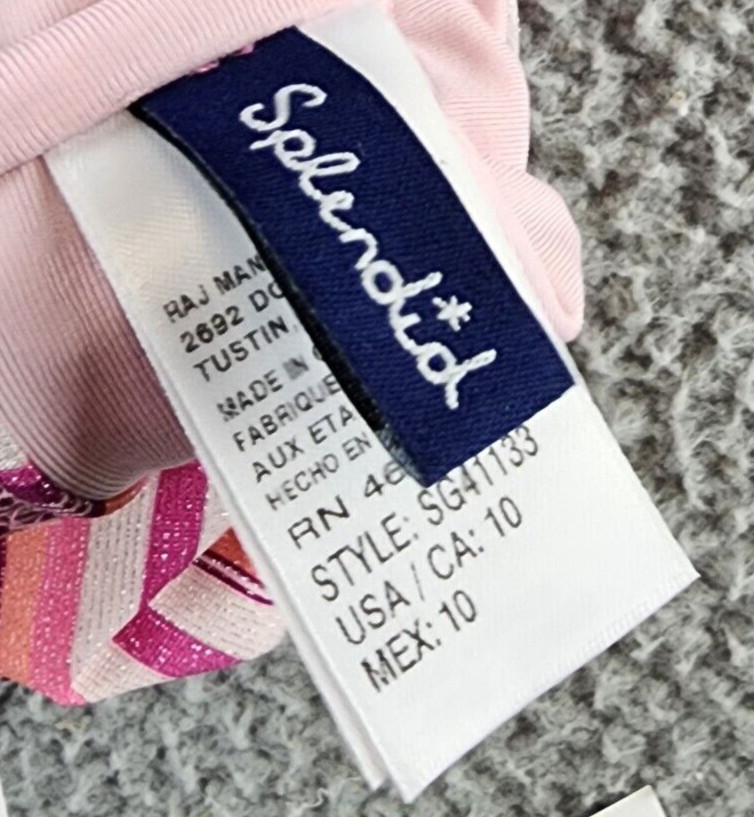 Splendid
RAJ MAN
2692 DO
TUSTIN,
MADE IN
FABRIQUE
AUX ETA
HECHO EN
RN 46
STYLE: SG41133
USA / CA: 10
MEX: 10